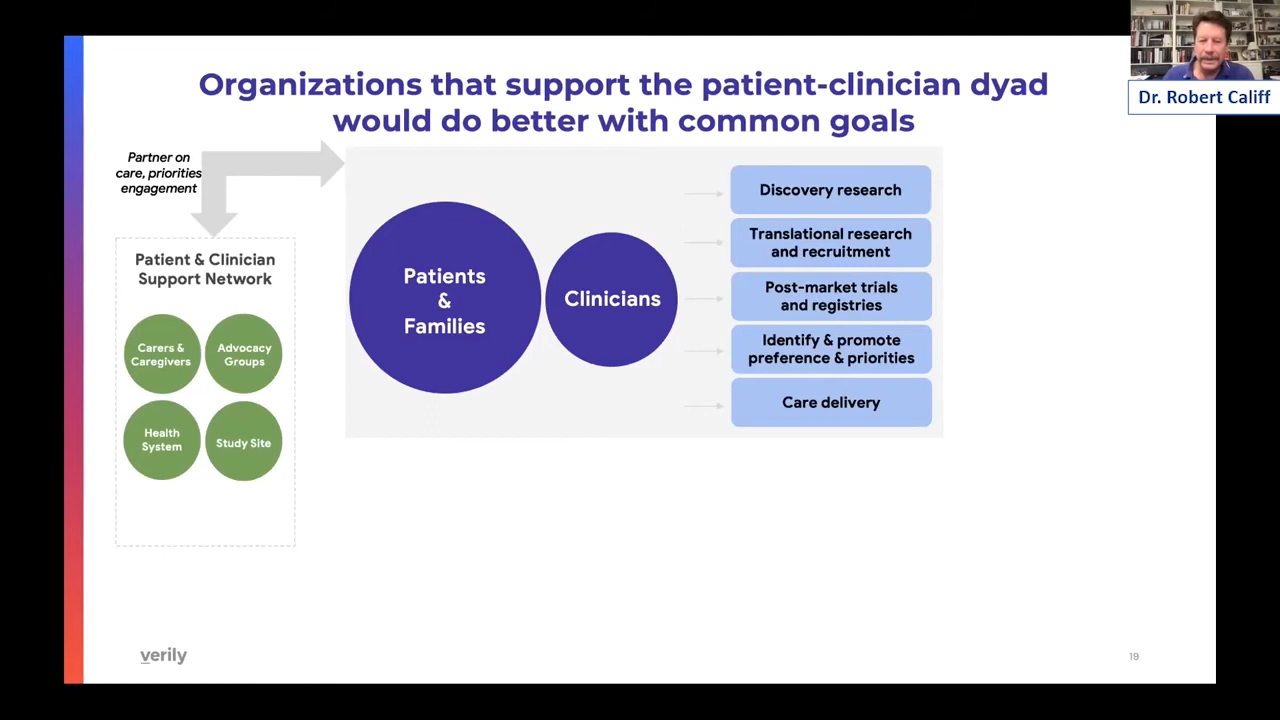 Organizations that support the patient-clinician dyad
would do better with common goals
Dr. Robert Califf
Partner on
care, priorities
engagement
Patient & Clinician
Support Network
Carers &
Caregivers
Advocacy
Groups
Health
System
Study Site
Patients
&
Families
Clinicians
Discovery research
Translational research
and recruitment
Post-market trials
and registries
Identify & promote
preference & priorities
Care delivery
verily
19